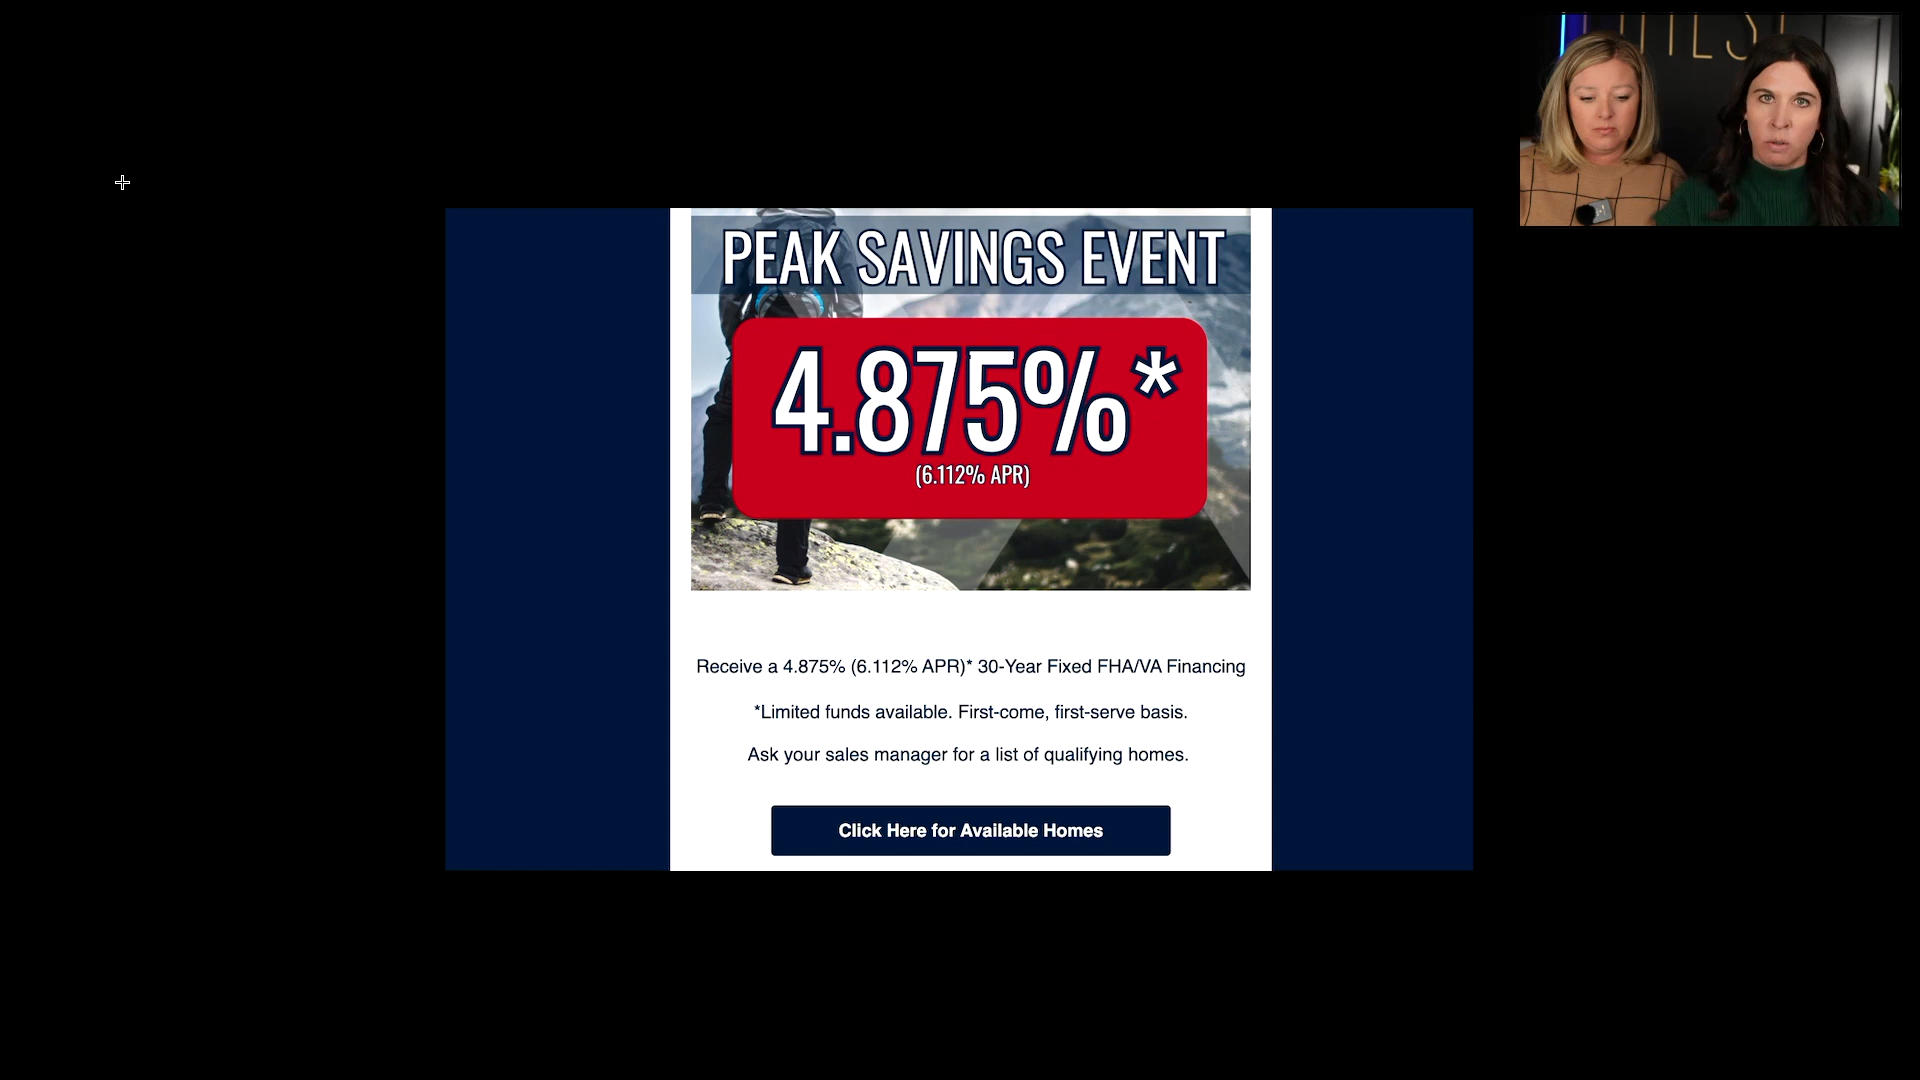 PEAK SAVINGS EVENT
4.875%*
(6.112% APR)
Receive a 4.875% (6.112% APR)* 30-Year Fixed FHA/VA Financing
*Limited funds available. First-come, first-serve basis.
Ask your sales manager for a list of qualifying homes.
Click Here for Available Homes